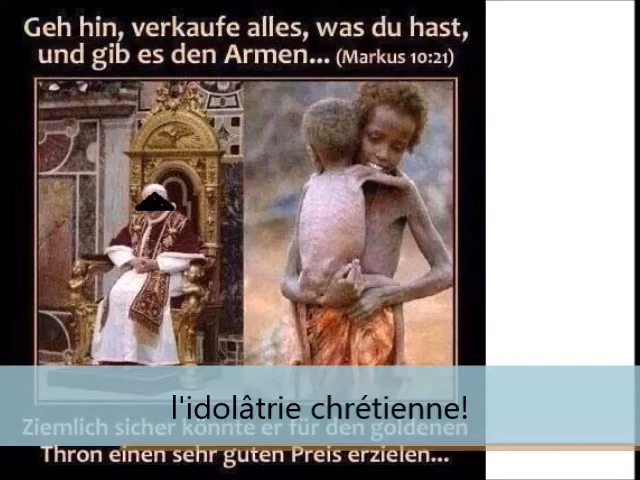 Geh hin, verkaufe alles, was du hast,
und gib es den Armen... (Markus 10:21)
l'idolâtrie chrétienne!
Ziemlich sicher könnte er für den goldenen
Thron einen sehr guten Preis erzielen...